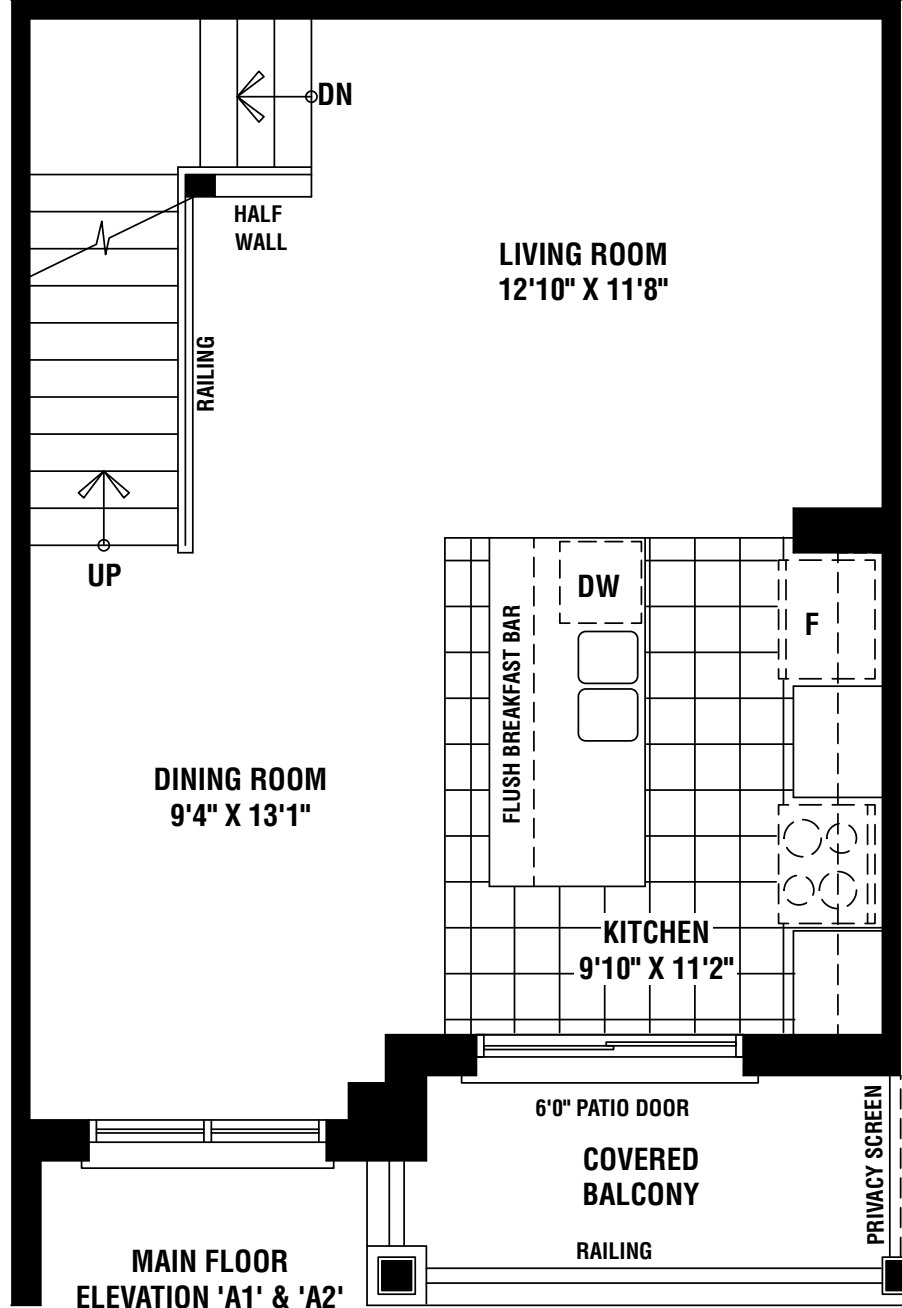 DN
HALF
WALL
LIVING ROOM
12'10" X 11'8"
RAILING
UP
DW
F
FLUSH BREAKFAST BAR
DINING ROOM
9'4" X 13'1"
KITCHEN
9'10" X 11'2"
6'0" PATIO DOOR
PRIVACY SCREEN
COVERED
BALCONY
RAILING
MAIN FLOOR
ELEVATION 'A1' & 'A2'